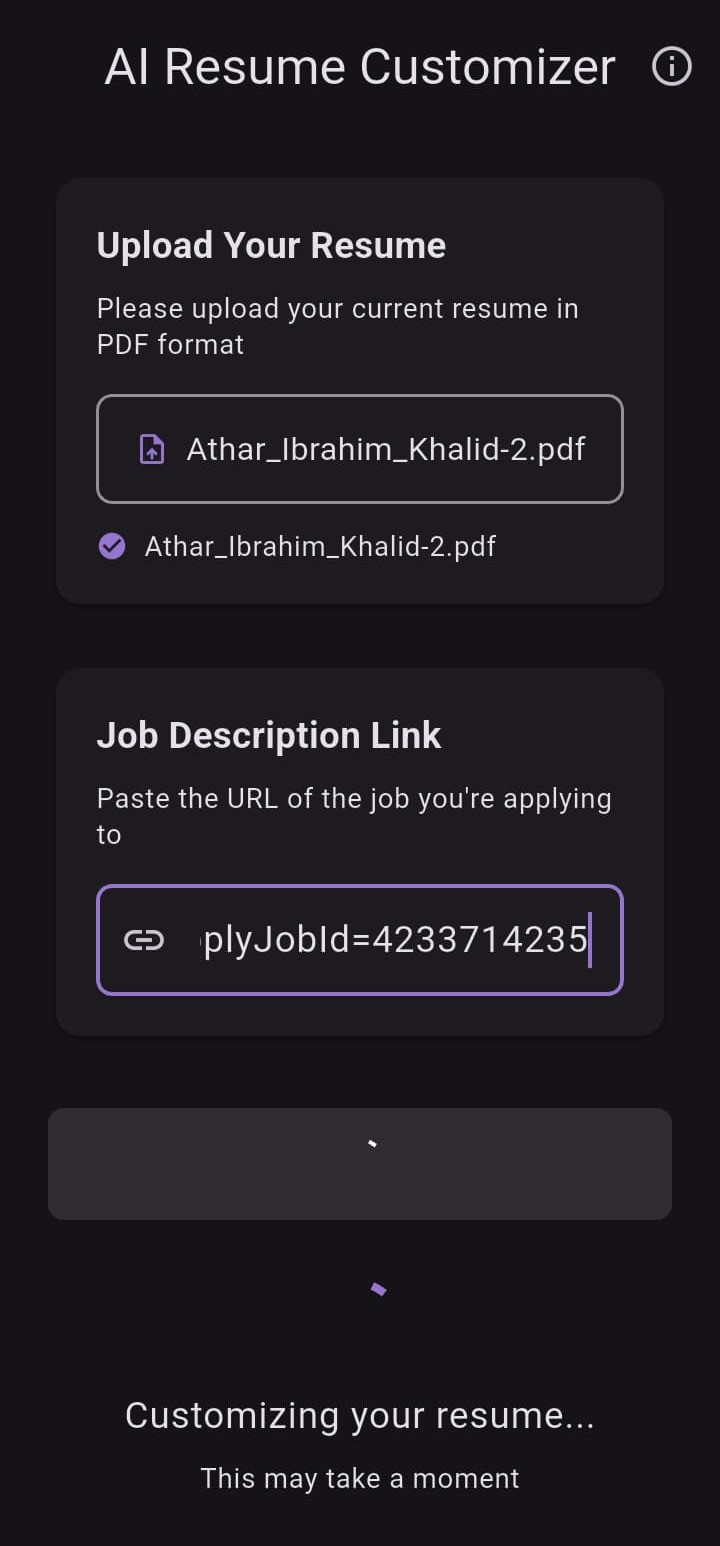 AI Resume Customizer
Upload Your Resume
Please upload your current resume in
PDF format
Athar_Ibrahim_Khalid-2.pdf
Athar_Ibrahim_Khalid-2.pdf
Job Description Link
Paste the URL of the job you're applying
to
plyJobId=4233714235
Customizing your resume...
This may take a moment